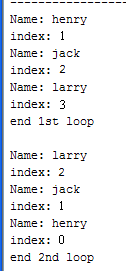 --------------------
Name: henry
index: 1
Name: jack
index: 2
Name: larry
index: 3
end 1st loop

Name: larry
index: 2
Name: jack
index: 1
Name: henry
index: 0
end 2nd loop